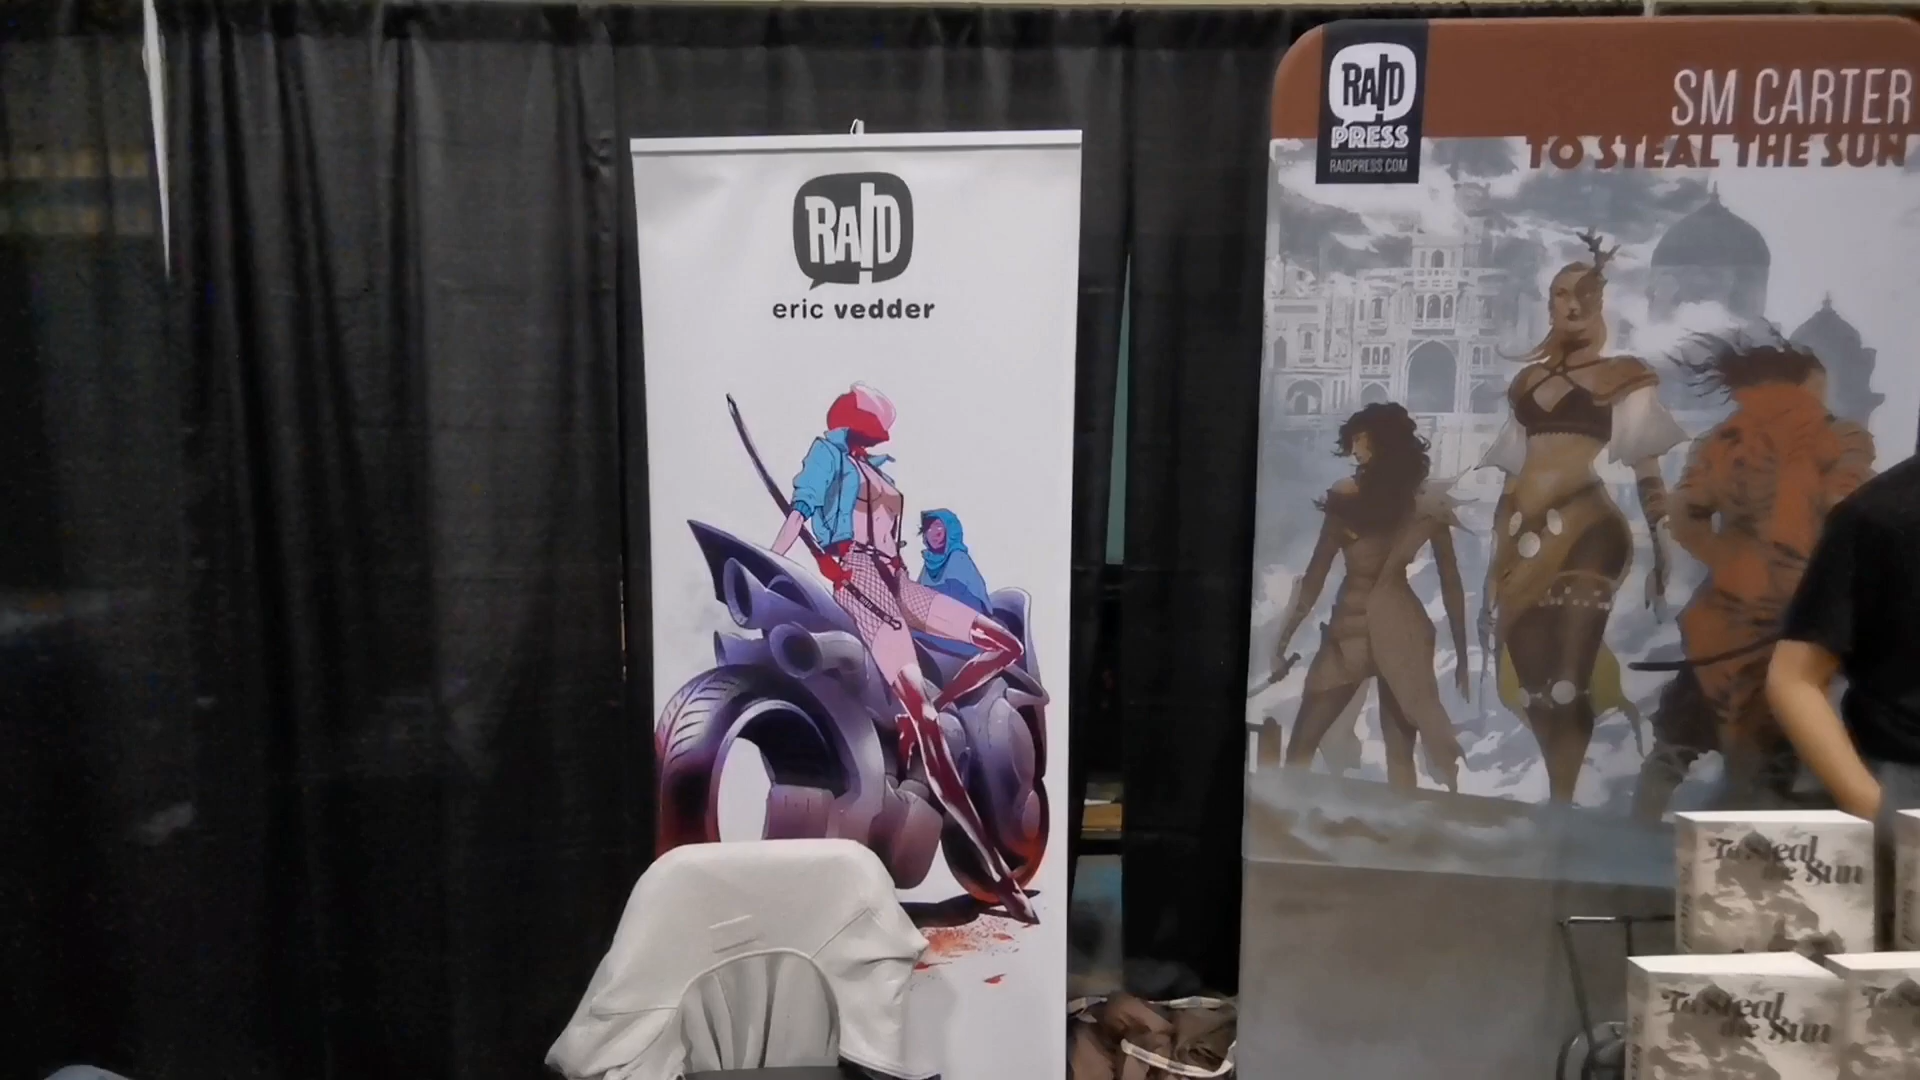 RAID
eric vedder
RAID
PRESS
RAIDPRESS.COM
SM CARTER
TO STEAL THE SUN
To Steal
the Sun
To Steal
the Sun